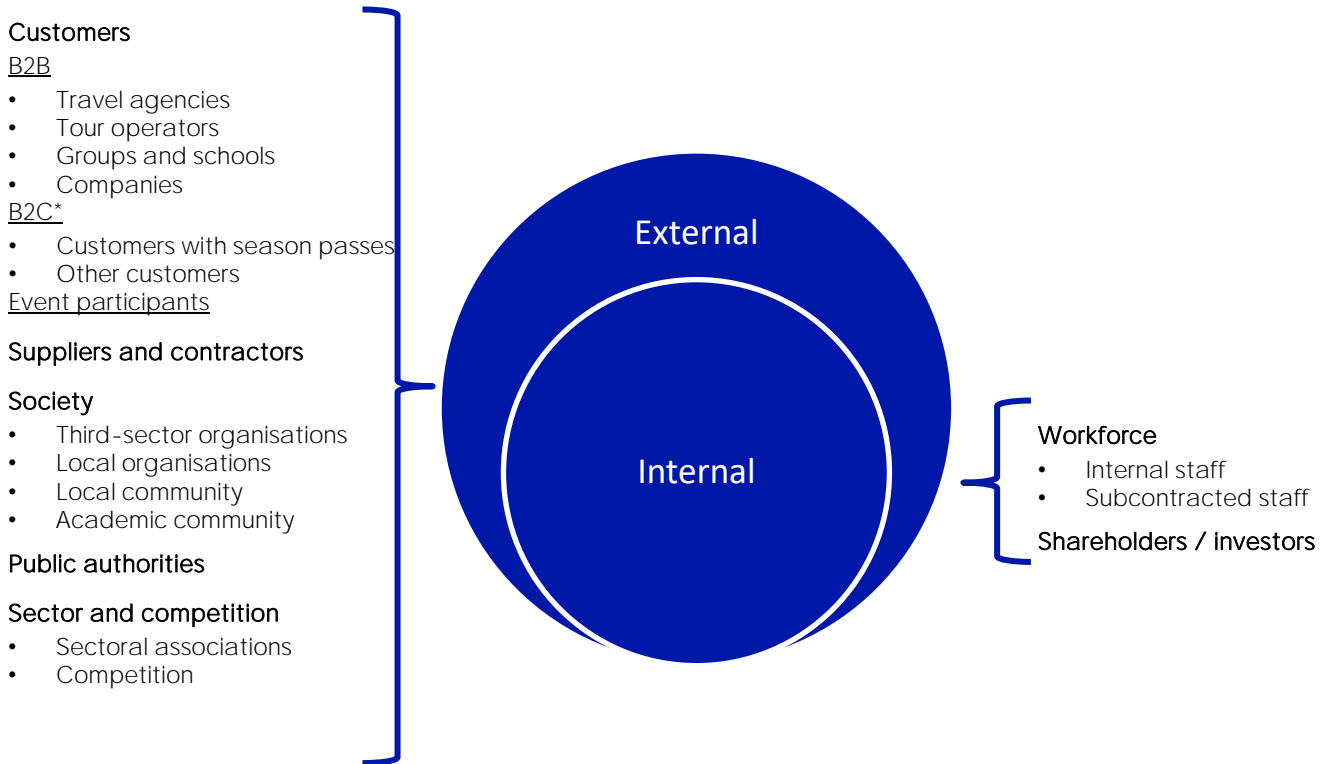 Customers
B2B
• Travel agencies
• Tour operators
• Groups and schools
• Companies
B2C*
• Customers with season passes
• Other customers
Event participants
Suppliers and contractors
Society
• Third-sector organisations
• Local organisations
• Local community
• Academic community
Public authorities
Sector and competition
• Sectoral associations
• Competition
External
Internal
Workforce
• Internal staff
• Subcontracted staff
Shareholders / investors